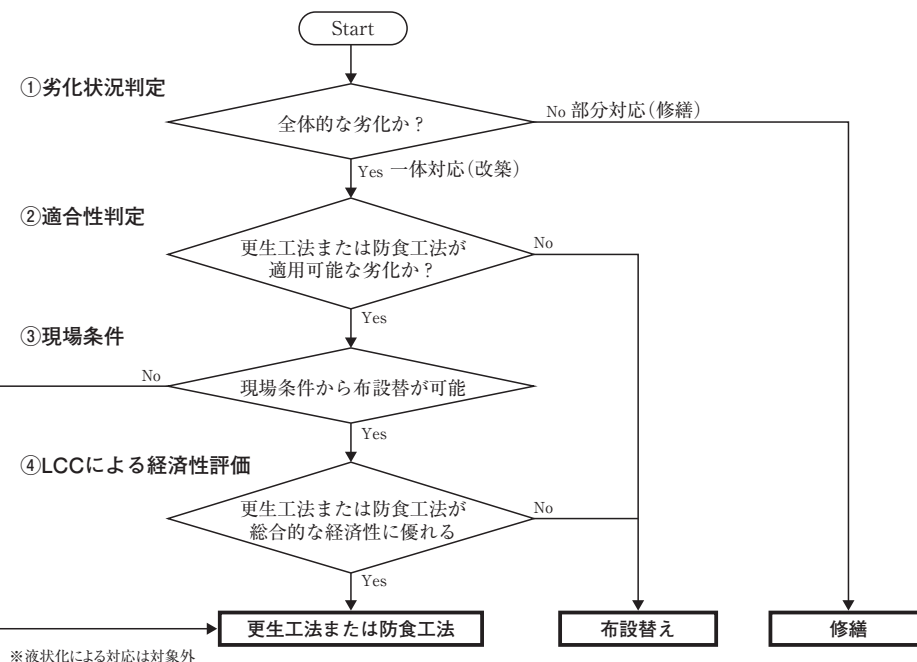 Start
①劣化状況判定
全体的な劣化か？
No 部分対応（修繕）
Yes 一体対応（改築）
②適合性判定
更生工法または防食工法が
適用可能な劣化か？
No
Yes
③現場条件
No
現場条件から布設替が可能
Yes
④LCCによる経済性評価
更生工法または防食工法が
総合的な経済性に優れる
No
Yes
更生工法または防食工法
布設替え
修繕
※液状化による対応は対象外